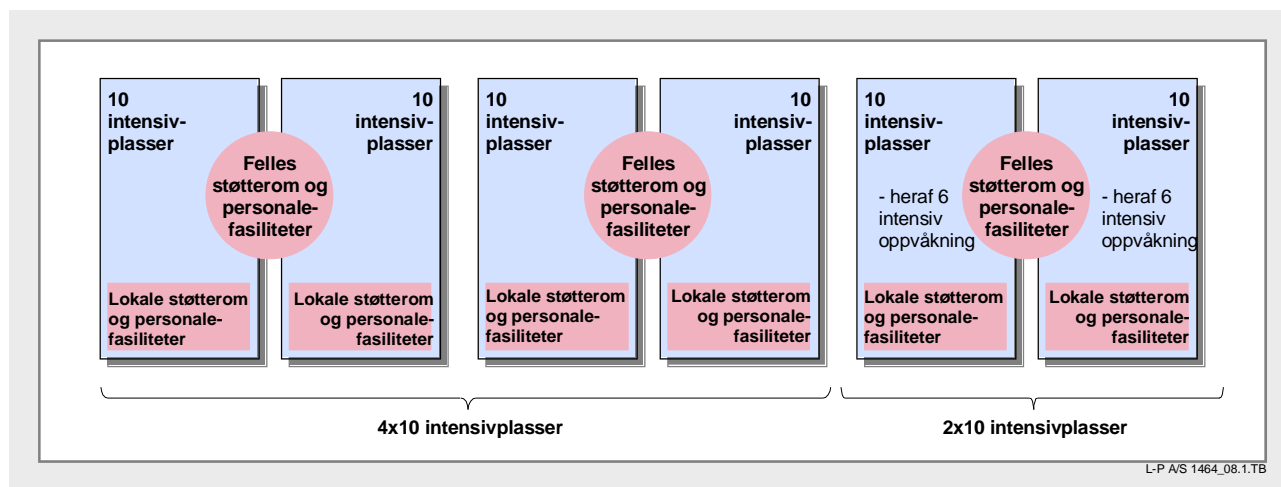 10
intensiv-
plasser
10
intensiv-
plasser
Felles
støtterom og
personale-
fasiliteter
Lokale støtterom
og personale-
fasiliteter
Lokale støtterom
og personale-
fasiliteter
10
intensiv-
plasser
10
intensiv-
plasser
Felles
støtterom og
personale-
fasiliteter
Lokale støtterom
og personale-
fasiliteter
Lokale støtterom
og personale-
fasiliteter
10
intensiv-
plasser
10
intensiv-
plasser
Felles
støtterom og
personale-
fasiliteter
- heraf 6
intensiv
oppvåkning
- heraf 6
intensiv
oppvåkning
Lokale støtterom
og personale-
fasiliteter
Lokale støtterom
og personale-
fasiliteter
4x10 intensivplasser
2x10 intensivplasser
L-P A/S 1464_08.1.TB